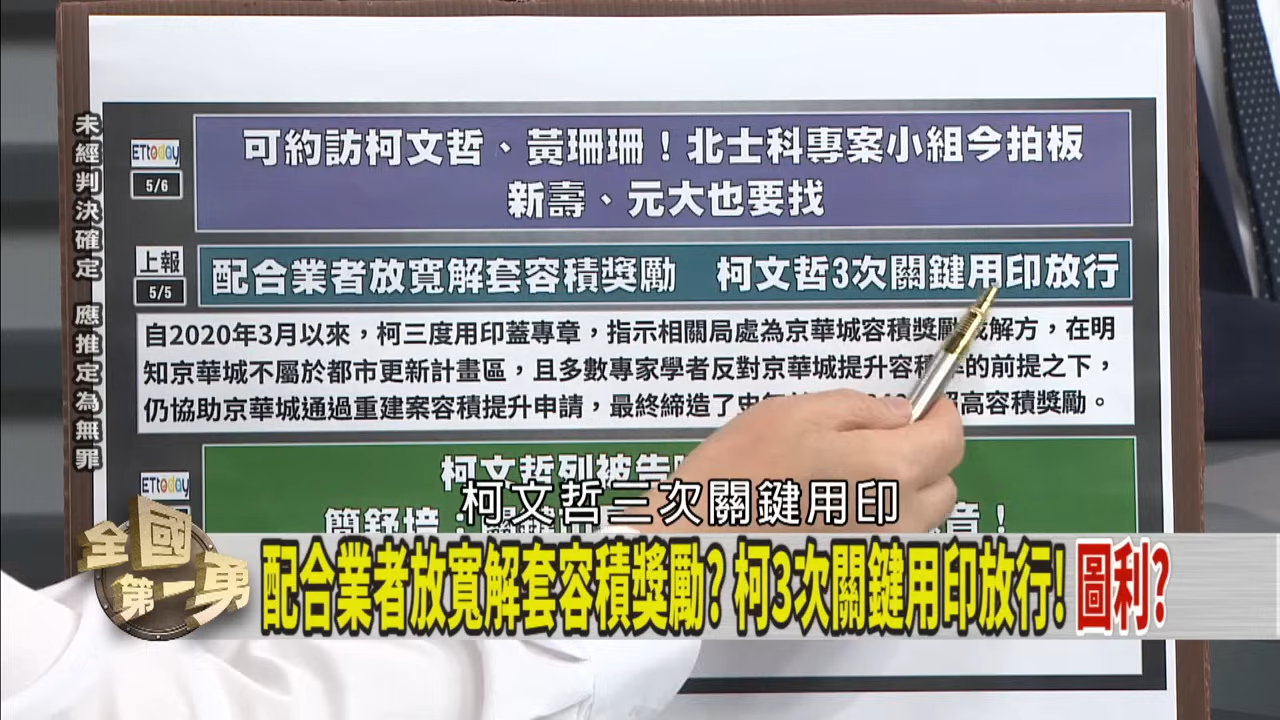 未經判決確定 應推定為無罪
ETtoday
5/6
可約訪柯文哲、黃珊珊！北士科專案小組今拍板
新壽、元大也要找
上報
5/5
配合業者放寬解套容積獎勵 柯文哲3次關鍵用印放行
自2020年3月以來，柯三度用印蓋專章，指示相關局處為京華城容積獎勵 解方，在明
知京華城不屬於都市更新計畫區，且多數專家學者反對京華城提升容積 的前提之下，
仍協助京華城通過重建案容積提升申請，最終締造了 高容積獎勵。
ETtoday
柯文哲列被告
簡舒培：
章！
柯文哲三次關鍵用印
全國第一勇
配合業者放寬解套容積獎勵？柯3次關鍵用印放行！圖利？